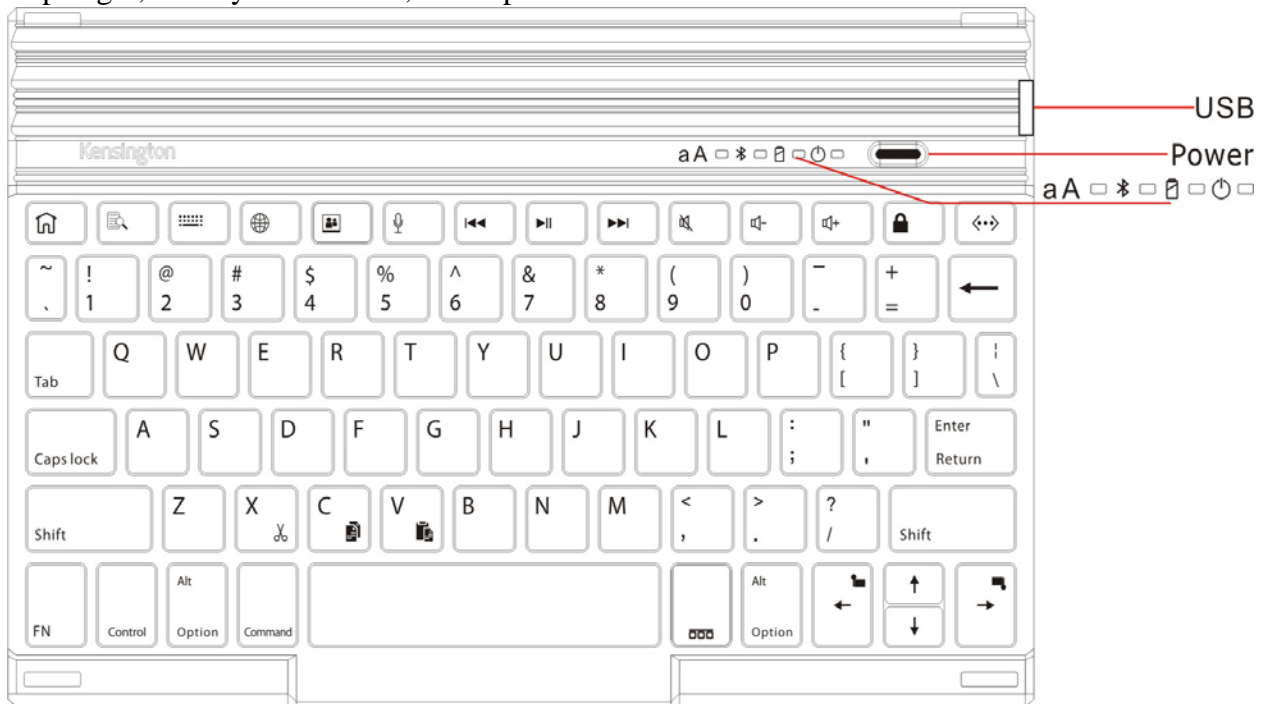 USB
Kensington
aA
Power
aA
~ ! @ # $ % ^ & * ( ) – +
` 1 2 3 4 5 6 7 8 9 0 - = ←
Q W E R T Y U I O P { } ¦
Tab [ ] \
A S D F G H J K L : " Enter
Caps lock ; ' Return
Z X C V B N M < > ?
Shift , . / Shift
Alt Alt ↑
← →
FN Control Option Command Option ↓